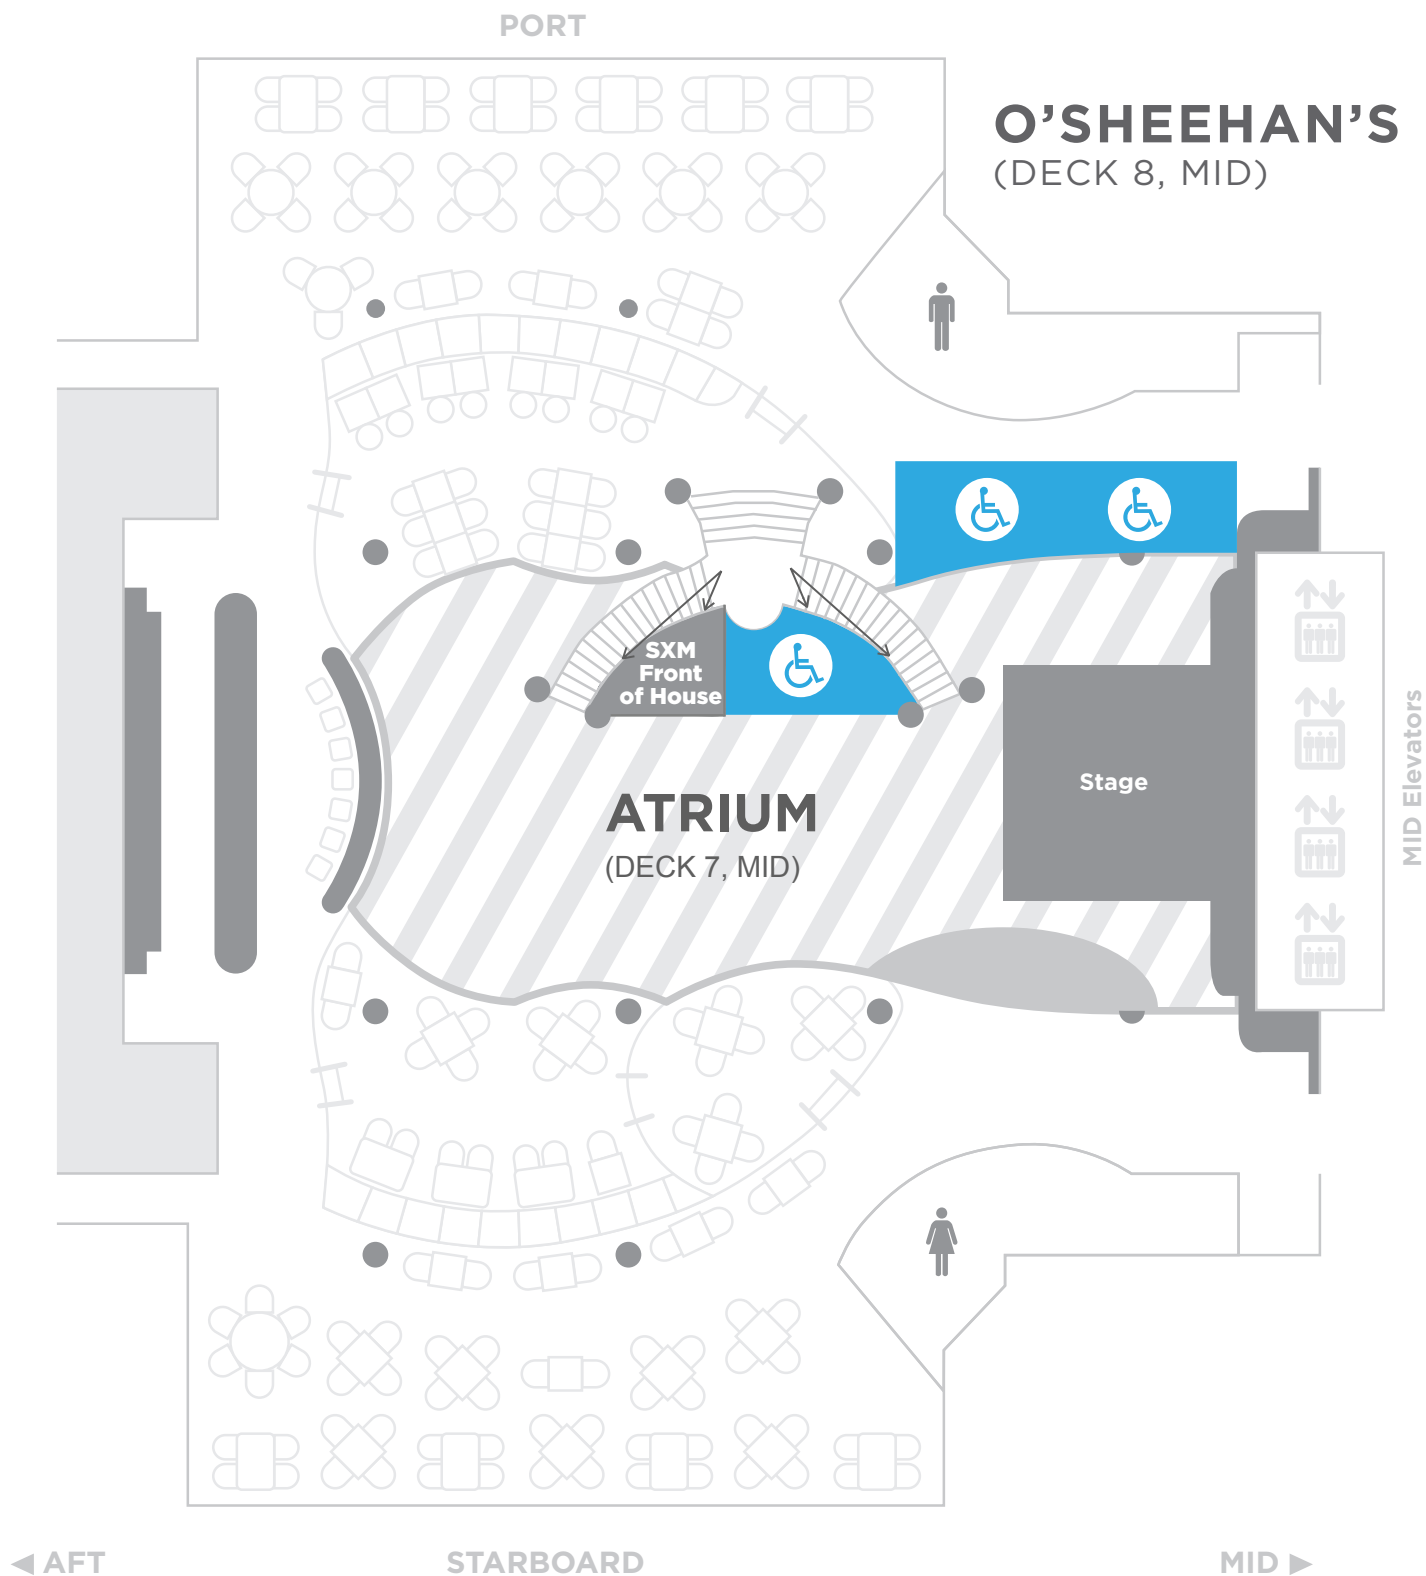 PORT
O’SHEEHAN’S
(DECK 8, MID)
SXM
Front
of House
Stage
ATRIUM
(DECK 7, MID)
MID Elevators
AFT
STARBOARD
MID